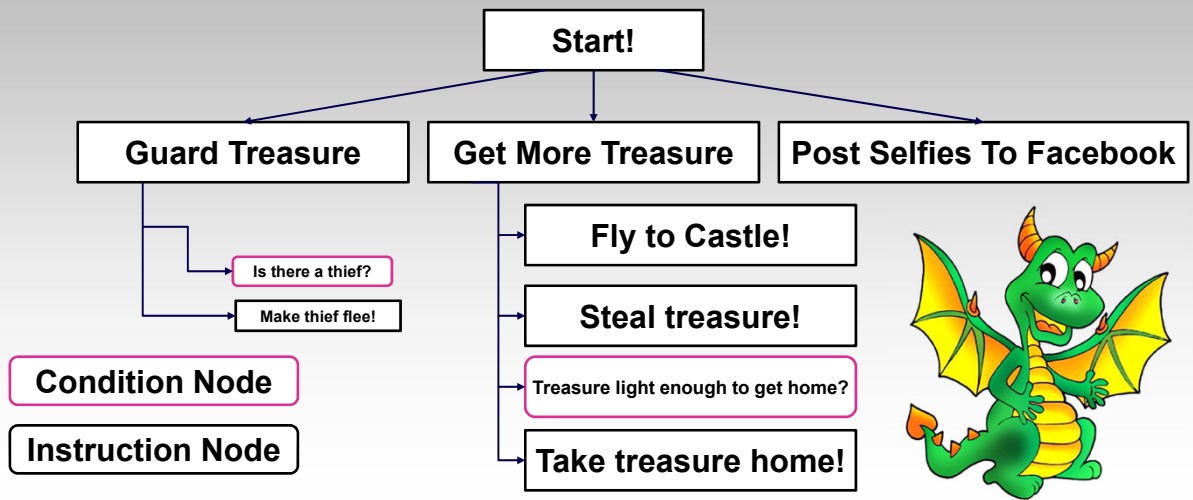 Start!
Guard Treasure
Get More Treasure
Post Selfies To Facebook
Is there a thief?
Make thief flee!
Fly to Castle!
Steal treasure!
Treasure light enough to get home?
Take treasure home!
Condition Node
Instruction Node